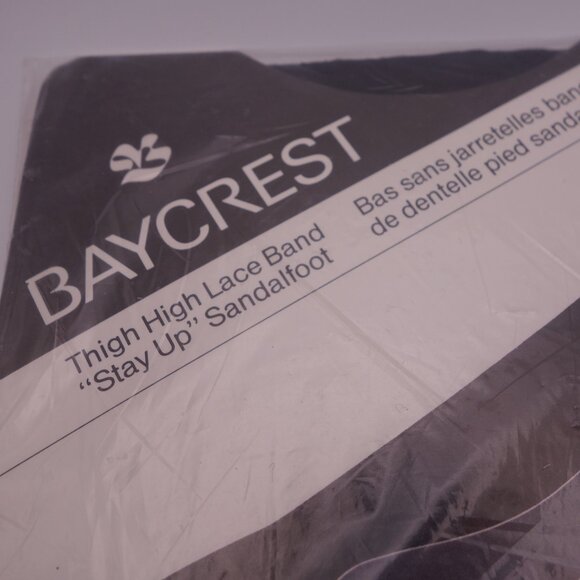 BAYCREST
Thigh High Lace Band
"Stay Up" Sandalfoot
Bas sans jarretelles
de dentelle pied